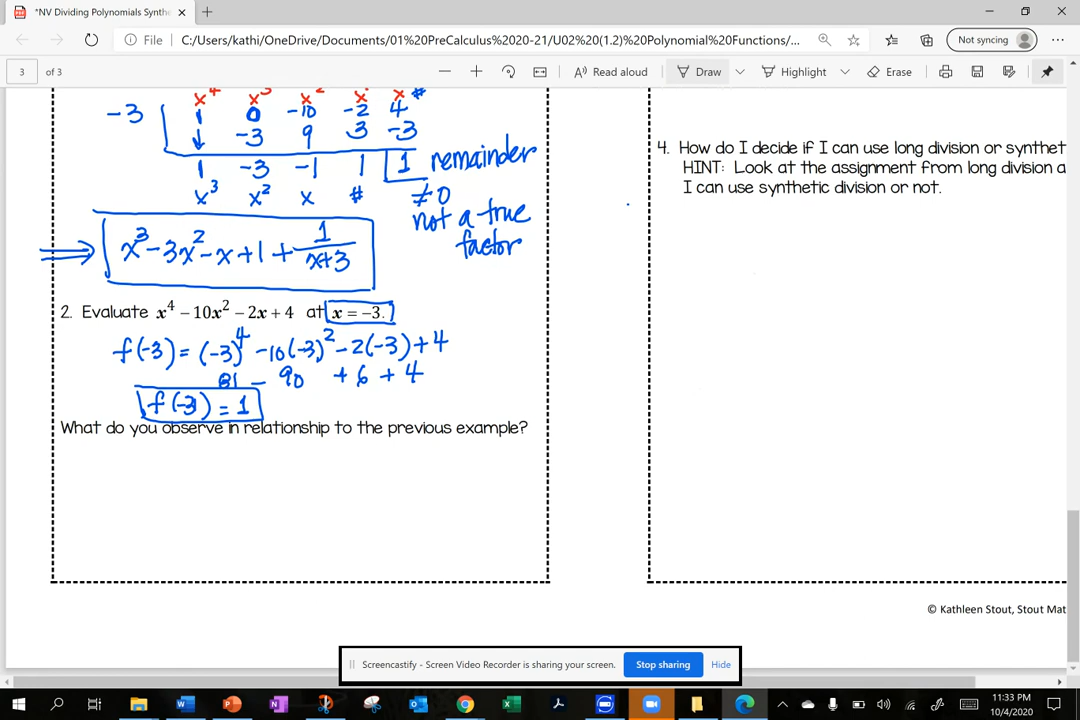 *NV Dividing Polynomials Synthe
File C:/Users/kathi/OneDrive/Documents/01%20PreCalculus%2020-21/U02%20(1.2)%20Polynomial%20Functions/...
Not syncing
3 of 3
Read aloud
Draw
Highlight
Erase
x⁴ x³ x² x #
-3 1 0 -10 -2 4
↓ -3 9 3 -3
1 -3 -1 1 1 remainder
x³ x² x # ≠0
not a true
factor
⇒ x³-3x²-x+1+1/(x+3)
2. Evaluate x⁴ − 10x² − 2x + 4 at x = −3.
f(-3) = (-3)⁴ -10(-3)² -2(-3)+4
81 - 90 + 6 + 4
f(-3) = 1
What do you observe in relationship to the previous example?
4. How do I decide if I can use long division or synthet
HINT: Look at the assignment from long division a
I can use synthetic division or not.
© Kathleen Stout, Stout Mat
Screencastify - Screen Video Recorder is sharing your screen.
Stop sharing
Hide
11:33 PM
10/4/2020